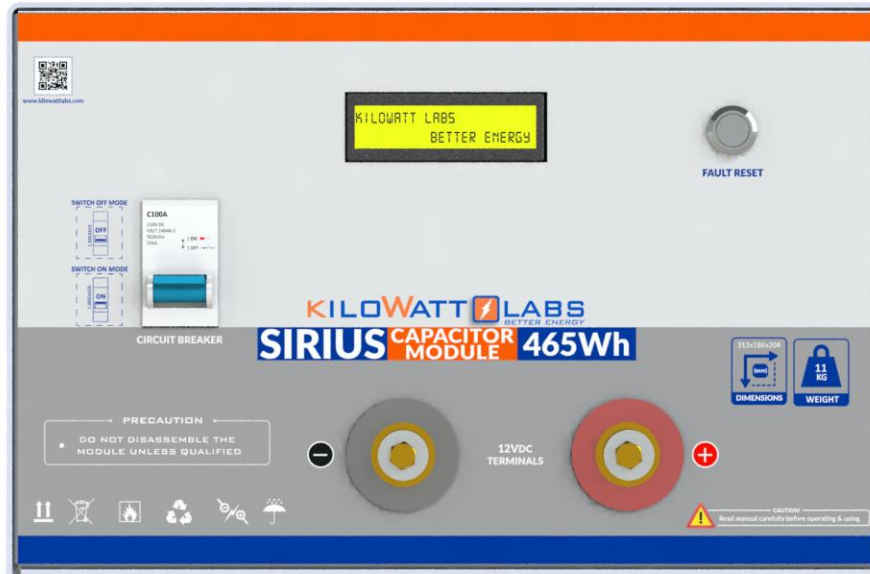 www.kilowattlabs.com
KILOWATT LABS
BETTER ENERGY
FAULT RESET
SWITCH OFF MODE
OFF
SWITCH ON MODE
ON
C100A
CIRCUIT BREAKER
KILOWATT LABS
BETTER ENERGY
SIRIUS CAPACITOR MODULE 465Wh
313x186x204
(mm)
DIMENSIONS
11
KG
WEIGHT
PRECAUTION
• DO NOT DISASSEMBLE THE
MODULE UNLESS QUALIFIED
12VDC
TERMINALS
CAUTION!
Read manual carefully before operating & using.